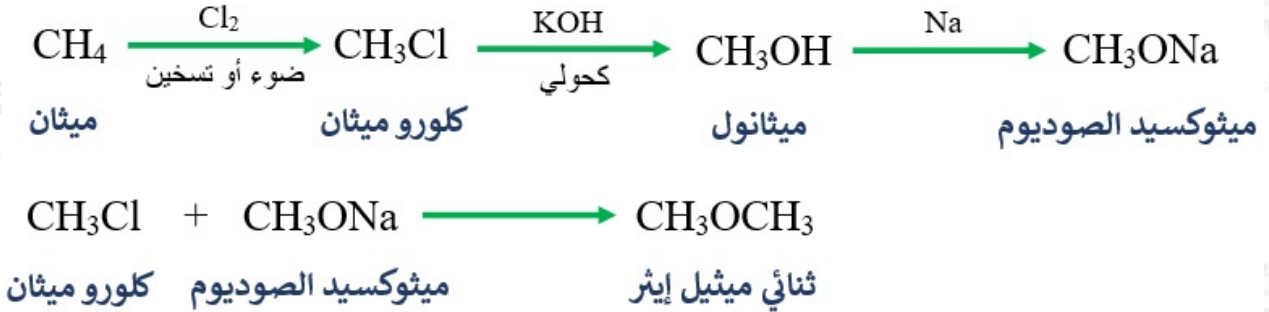 Cl₂ KOH Na
CH₄ CH₃Cl CH₃OH CH₃ONa
ضوء أو تسخين كحولي
ميثان كلورو ميثان ميثانول ميثوكسيد الصوديوم
CH₃Cl + CH₃ONa CH₃OCH₃
كلورو ميثان ميثوكسيد الصوديوم ثنائي ميثيل إيثر